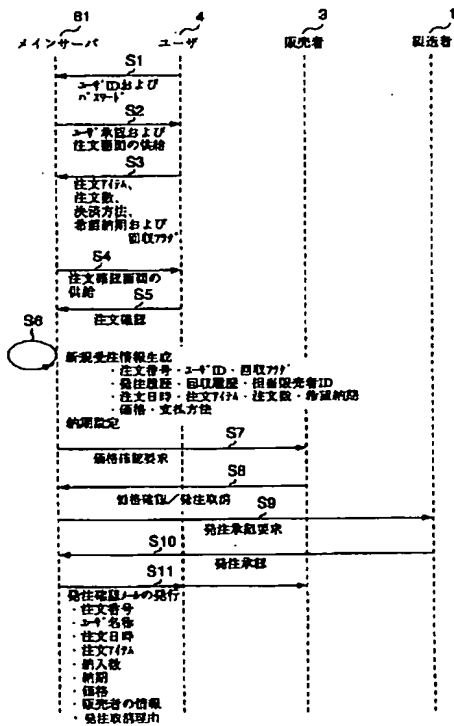 61
4
3
1
メインサーバ
ユーザ
販売者
製造者
S1
ユーザIDおよび
パスワード
S2
ユーザ承認および
注文画面の供給
S3
注文アイテム、
注文数、
決済方法、
希望納期および
回収フラグ
S4
注文確認画面の
供給
S5
注文確認
S6
新規受注情報生成
・注文番号・ユーザID・回収フラグ
・発注履歴・回収履歴・担当販売者ID
・注文日時・注文アイテム・注文数・希望納期
・価格・支払方法
納期設定
S7
価格確認要求
S8
価格確認/発注取消
S9
発注承認要求
S10
発注承認
S11
発注確認メールの発行
・注文番号
・ユーザ名称
・注文日時
・注文アイテム
・納入数
・納期
・価格
・販売者の情報
・発注取消理由